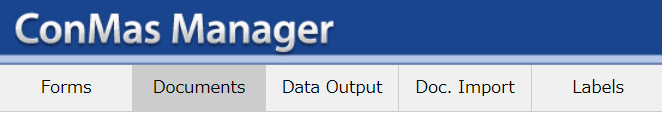 ConMas Manager
Forms Documents Data Output Doc. Import Labels